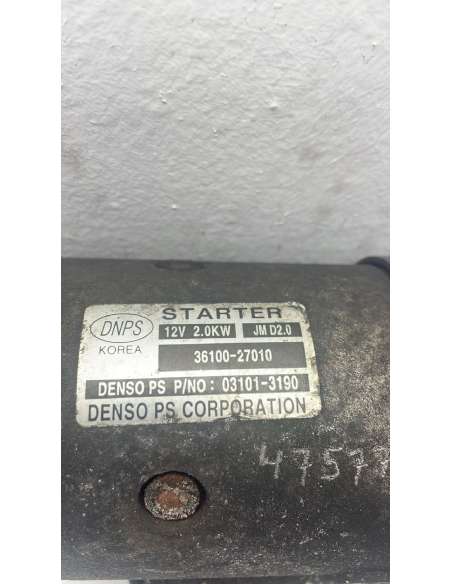 STARTER
DNPS 12V 2.0KW JM D2.0
KOREA 36100-27010
DENSO PS P/NO: 03101-3190
DENSO PS CORPORATION
47577